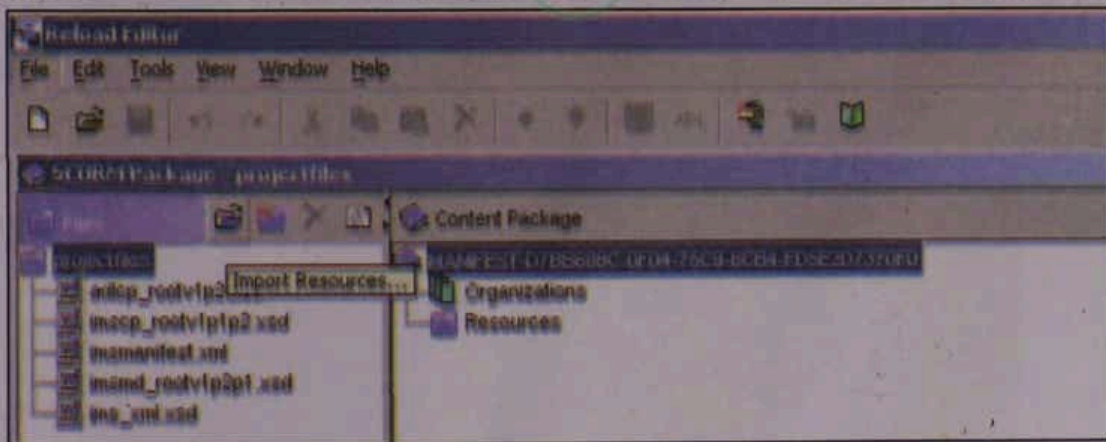 Reload Editor
File Edit Tools View Window Help
SCORM Package projectfiles
Files
Content Package
projectfiles
Import Resources...
Organizations
imscp_rootv1p1p2.xsd
Resources
imsmanifest.xml
imsmd_rootv1p2p1.xsd
ims_xml.xsd